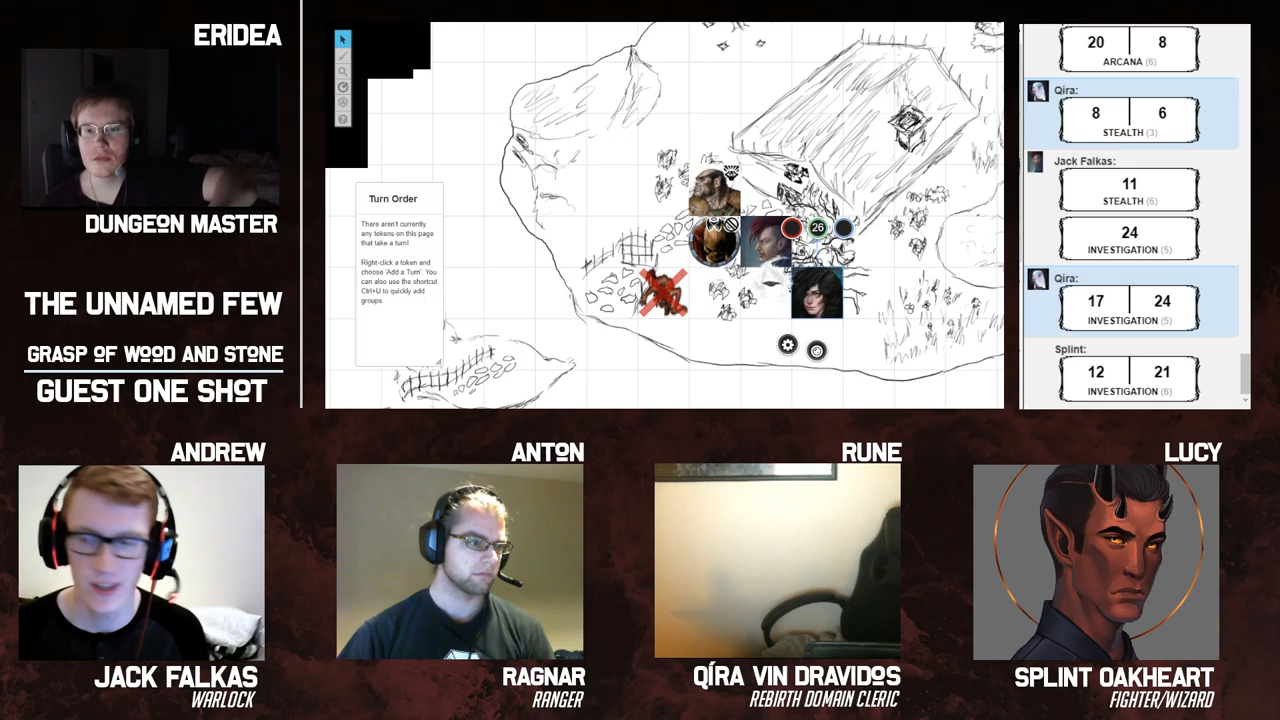 ERIDEA
DUNGEON MASTER
THE UNNAMED FEW
GRASP OF WOOD AND STONE
GUEST ONE SHOT
Turn Order
There aren't currently
any tokens on this page
that take a turn!
Right-click a token and
choose 'Add a Turn'. You
can also use the shortcut
Ctrl+U to quickly add
groups.
26
20 8
ARCANA (6)
Qíra:
8 6
STEALTH (3)
Jack Falkas:
11
STEALTH (6)
24
INVESTIGATION (5)
Qíra:
17 24
INVESTIGATION (5)
Splint:
12 21
INVESTIGATION (6)
ANDREW
JACK FALKAS
WARLOCK
ANTON
RAGNAR
RANGER
RUNE
QÍRA VIN DRAVIDOS
REBIRTH DOMAIN CLERIC
LUCY
SPLINT OAKHEART
FIGHTER/WIZARD